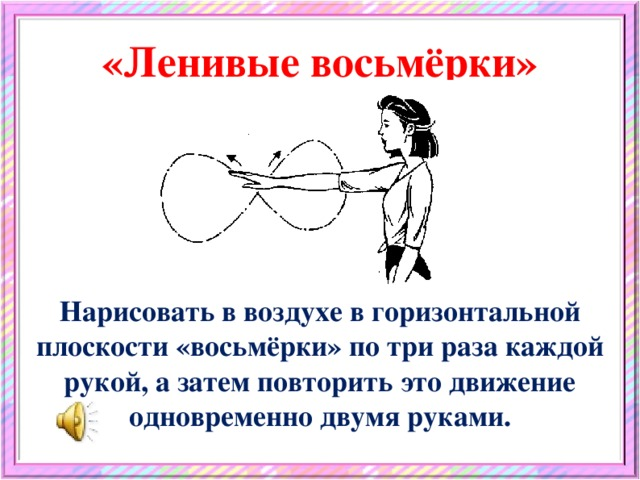 «Ленивые восьмёрки»
Нарисовать в воздухе в горизонтальной
плоскости «восьмёрки» по три раза каждой
рукой, а затем повторить это движение
одновременно двумя руками.